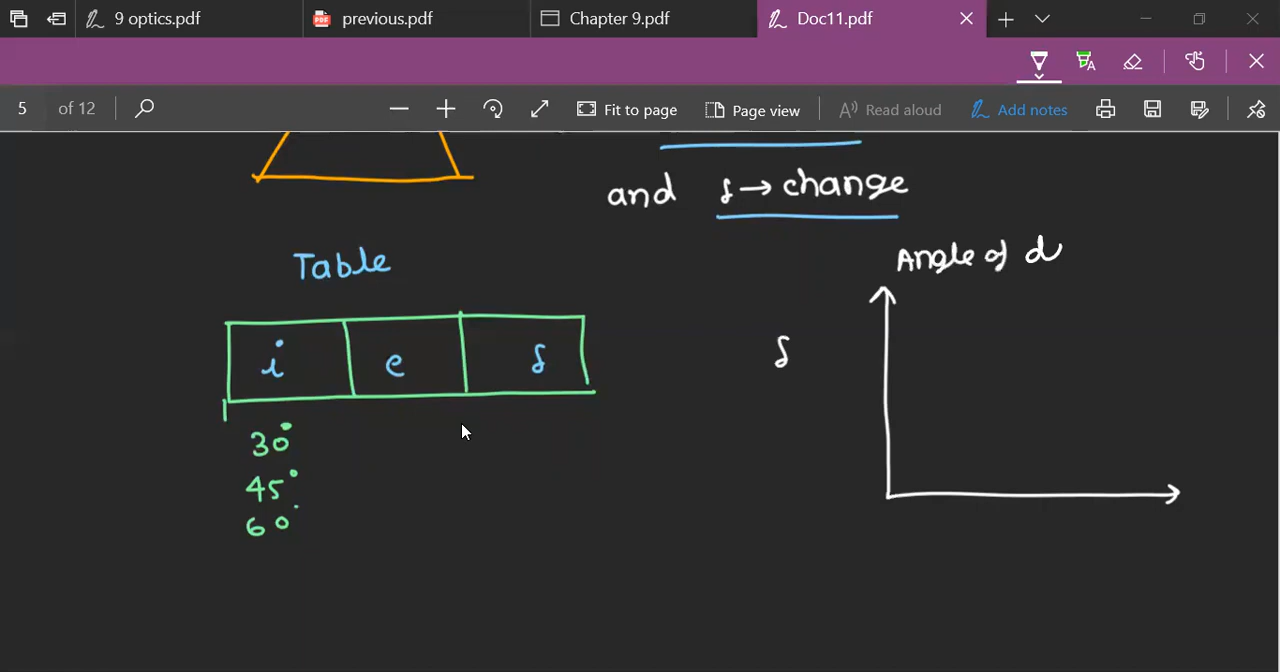 9 optics.pdf
previous.pdf
Chapter 9.pdf
Doc11.pdf
5 of 12
Fit to page
Page view
Read aloud
Add notes
and δ → change
Table
Angle of d
i e δ
δ
30°
45°
60°